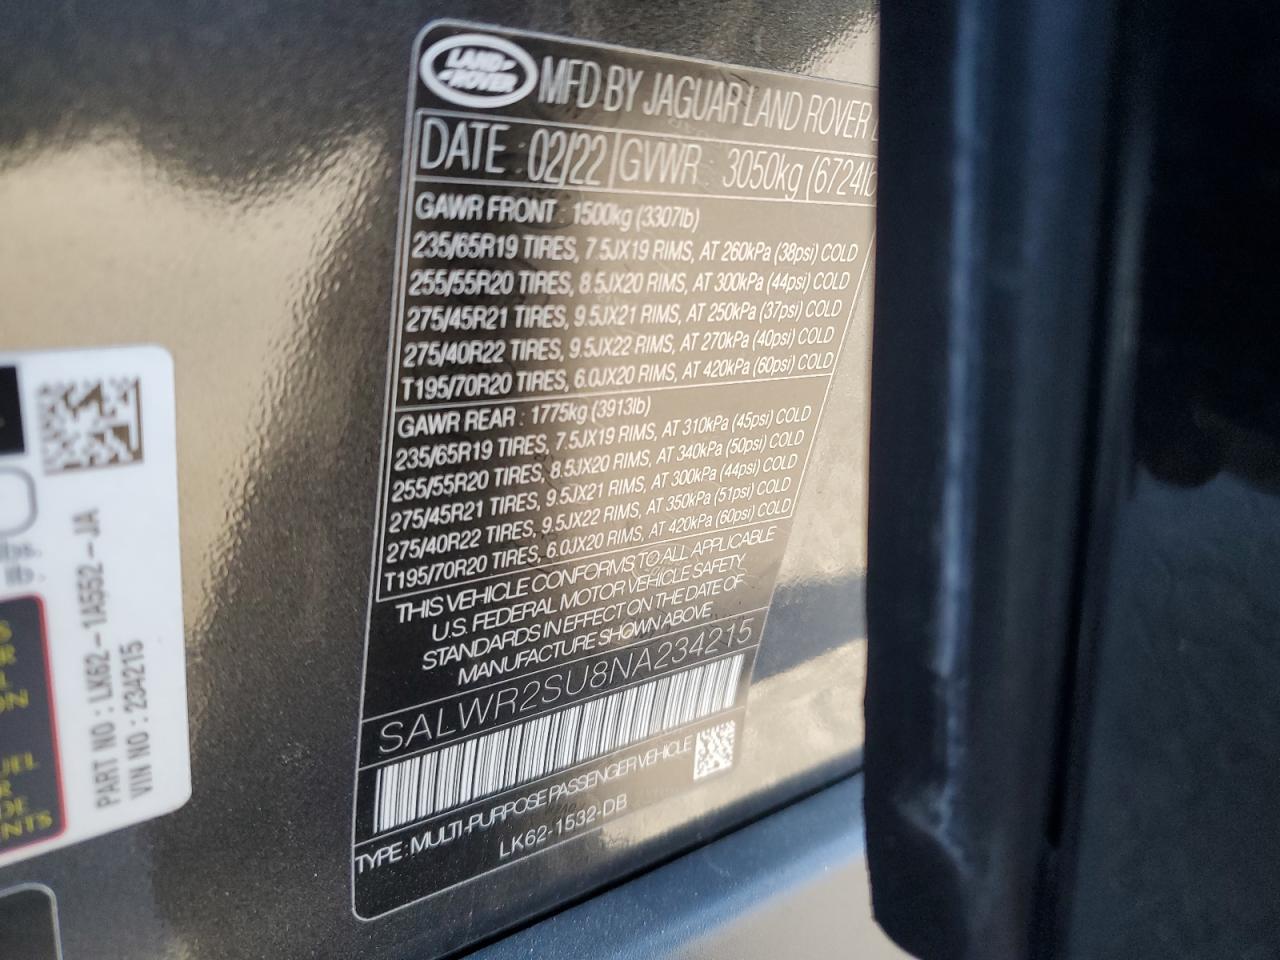 LAND ROVER
MFD BY JAGUAR LAND ROVER
DATE : 02/22 GVWR : 3050kg (6724lb
GAWR FRONT : 1500kg (3307lb)
235/65R19 TIRES, 7.5JX19 RIMS, AT 260kPa (38psi) COLD
255/55R20 TIRES, 8.5JX20 RIMS, AT 300kPa (44psi) COLD
275/45R21 TIRES, 9.5JX21 RIMS, AT 250kPa (37psi) COLD
275/40R22 TIRES, 9.5JX22 RIMS, AT 270kPa (40psi) COLD
T195/70R20 TIRES, 6.0JX20 RIMS, AT 420kPa (60psi) COLD
GAWR REAR : 1775kg (3913lb)
235/65R19 TIRES, 7.5JX19 RIMS, AT 310kPa (45psi) COLD
255/55R20 TIRES, 8.5JX20 RIMS, AT 340kPa (50psi) COLD
275/45R21 TIRES, 9.5JX21 RIMS, AT 300kPa (44psi) COLD
275/40R22 TIRES, 9.5JX22 RIMS, AT 350kPa (51psi) COLD
T195/70R20 TIRES, 6.0JX20 RIMS, AT 420kPa (60psi) COLD
THIS VEHICLE CONFORMS TO ALL APPLICABLE
U.S. FEDERAL MOTOR VEHICLE SAFETY
STANDARDS IN EFFECT ON THE DATE OF
MANUFACTURE SHOWN ABOVE
SALWR2SU8NA234215
TYPE : MULTI-PURPOSE PASSENGER VEHICLE
LK62-1532-DB
PART NO : LK62-1A552-JA
VIN NO : 234215
lbs.
lb.